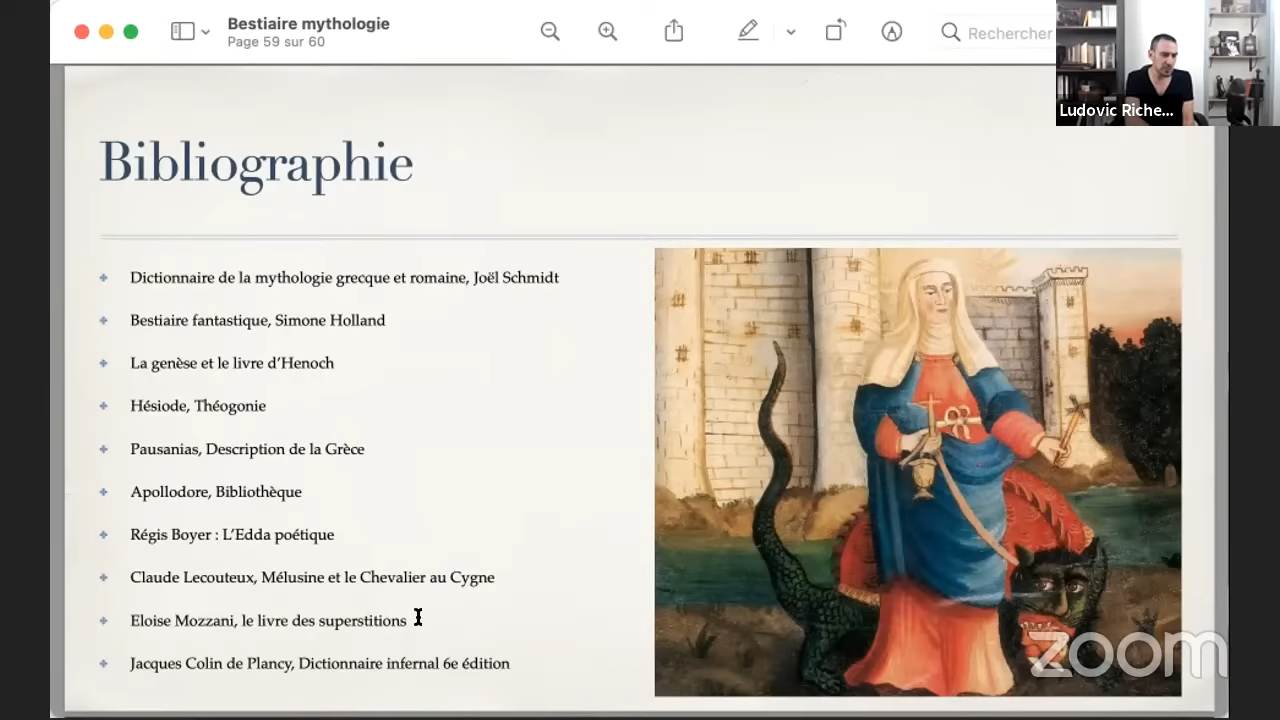 Bestiaire mythologie
Page 59 sur 60
Rechercher
Ludovic Riche...
Bibliographie
Dictionnaire de la mythologie grecque et romaine, Joël Schmidt
Bestiaire fantastique, Simone Holland
La genèse et le livre d’Henoch
Hésiode, Théogonie
Pausanias, Description de la Grèce
Apollodore, Bibliothèque
Régis Boyer : L’Edda poétique
Claude Lecouteux, Mélusine et le Chevalier au Cygne
Eloise Mozzani, le livre des superstitions
Jacques Colin de Plancy, Dictionnaire infernal 6e édition
zoom